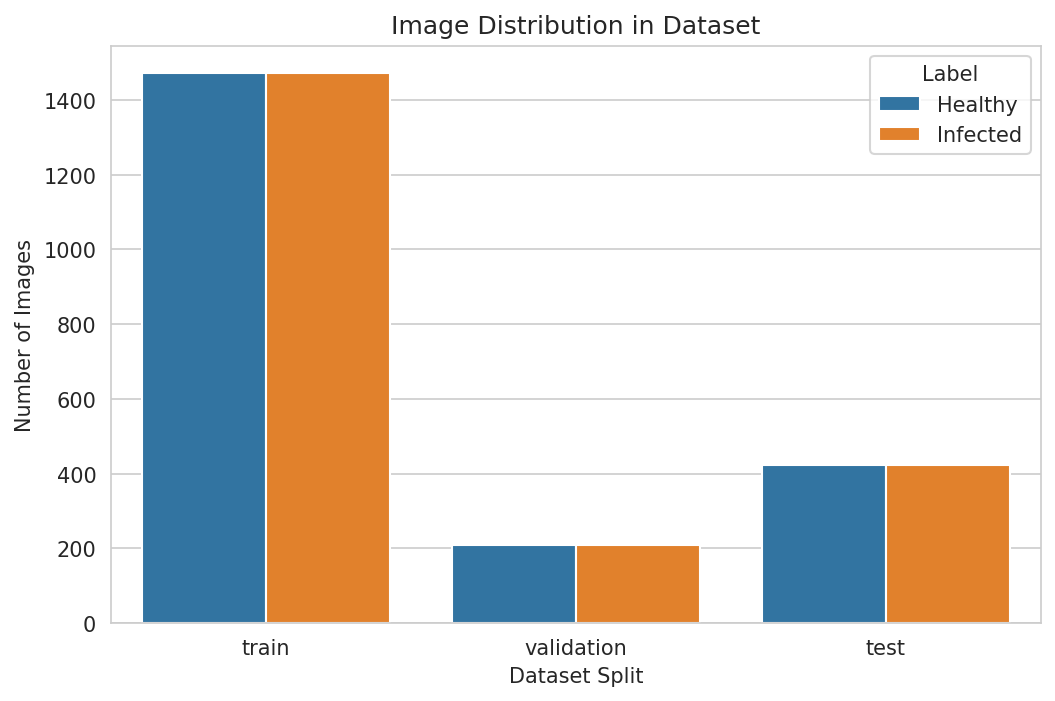 Image Distribution in Dataset
Label
Healthy
Infected
Number of Images
1400
1200
1000
800
600
400
200
0
train validation test
Dataset Split